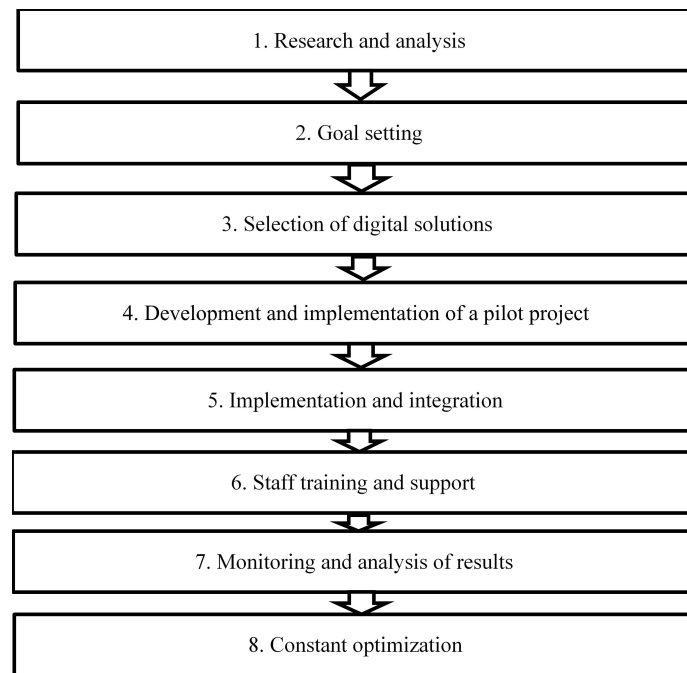 1. Research and analysis
2. Goal setting
3. Selection of digital solutions
4. Development and implementation of a pilot project
5. Implementation and integration
6. Staff training and support
7. Monitoring and analysis of results
8. Constant optimization